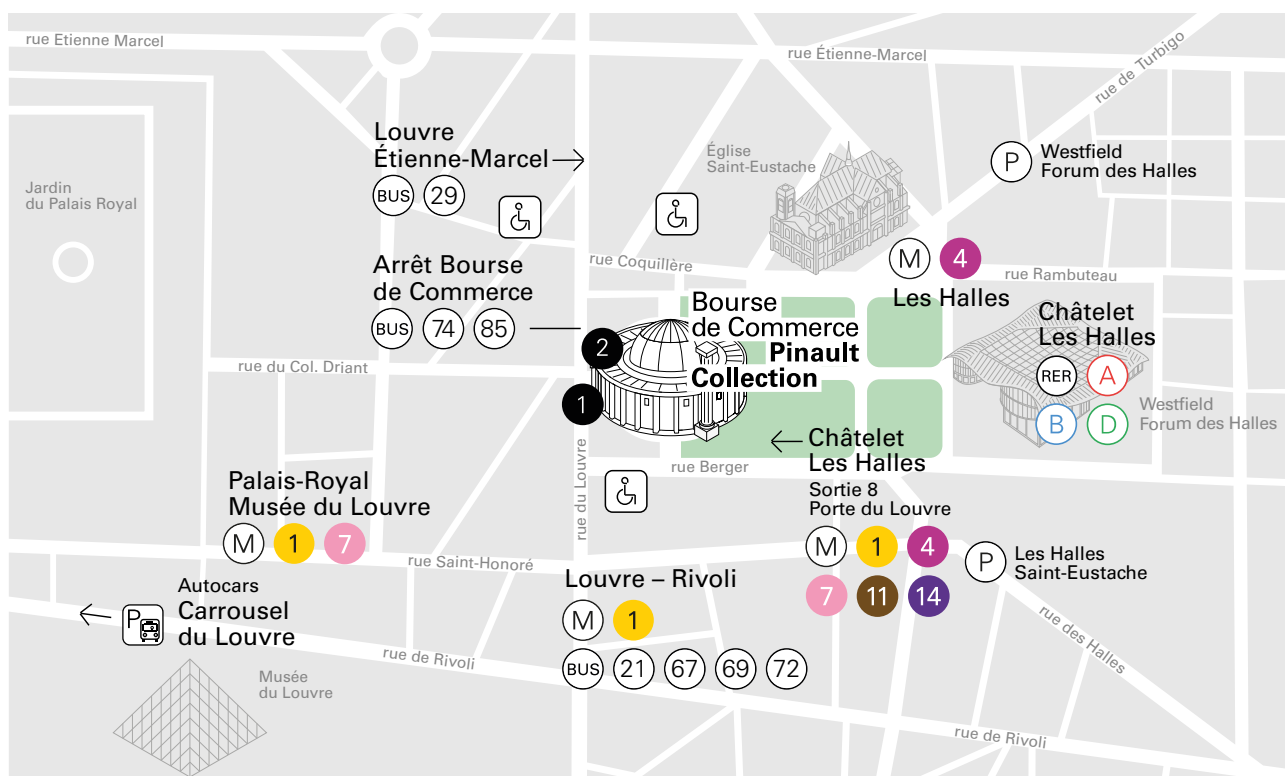 rue Etienne Marcel
rue Étienne-Marcel
rue de Turbigo
Louvre
Étienne-Marcel
BUS 29
Église
Saint-Eustache
P
Westfield
Forum des Halles
Jardin
du Palais Royal
Arrêt Bourse
de Commerce
BUS 74 85
rue Coquillère
M 4
Les Halles
rue Rambuteau
Bourse
de Commerce
Pinault
Collection
2
1
Châtelet
Les Halles
RER A
B D
Westfield
Forum des Halles
rue du Col. Driant
rue du Louvre
rue Berger
Châtelet
Les Halles
Sortie 8
Porte du Louvre
M 1 4
7 11 14
Palais-Royal
Musée du Louvre
M 1 7
rue Saint-Honoré
P
Les Halles
Saint-Eustache
Autocars
Carrousel
du Louvre
P
Louvre – Rivoli
M 1
BUS 21 67 69 72
rue des Halles
rue de Rivoli
Musée
du Louvre
rue de Rivoli